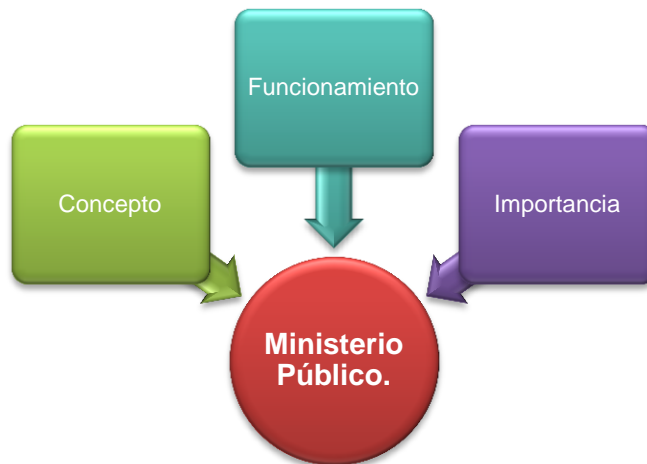 Funcionamiento
Concepto
Importancia
Ministerio
Público.